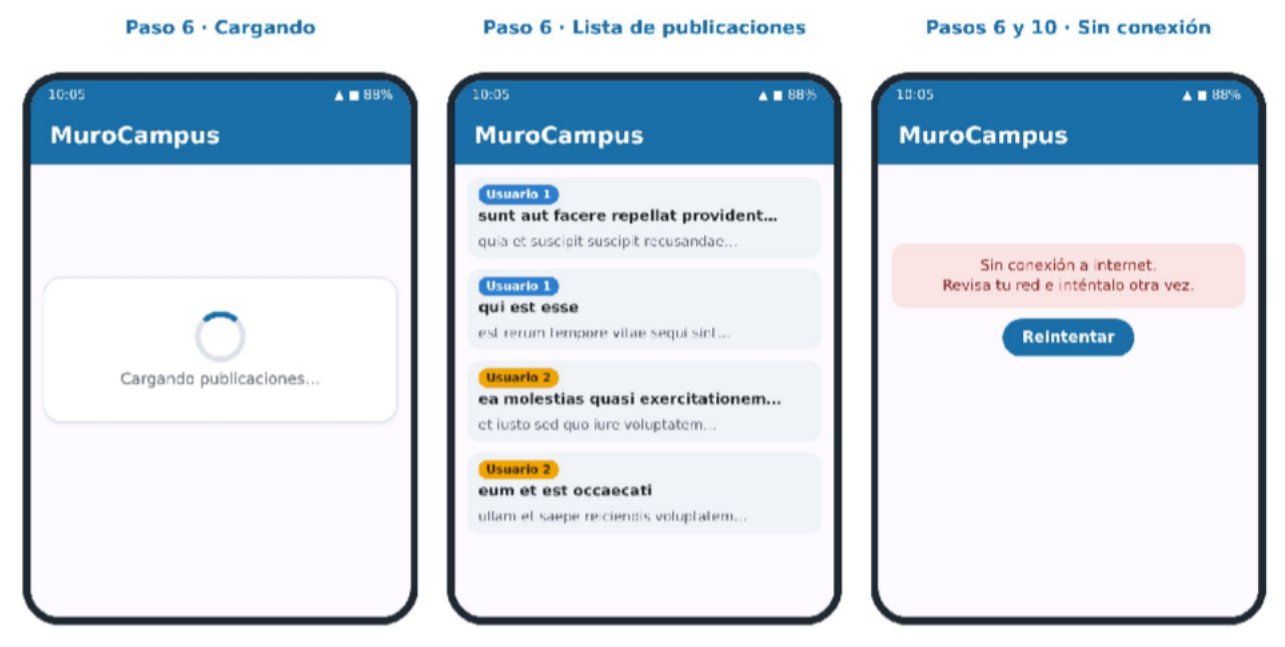 Paso 6 · Cargando
10:05
88%
MuroCampus
Cargando publicaciones...
Paso 6 · Lista de publicaciones
10:05
88%
MuroCampus
Usuario 1
sunt aut facere repellat provident...
quia et suscipit suscipit recusandae...
Usuario 1
qui est esse
est rerum tempore vitae sequi sint...
Usuario 2
ea molestias quasi exercitationem...
et iusto sed quo iure voluptatem...
Usuario 2
eum et est occaecati
ullam et saepe reiciendis voluptatem...
Pasos 6 y 10 · Sin conexión
10:05
88%
MuroCampus
Sin conexión a internet.
Revisa tu red e inténtalo otra vez.
Reintentar